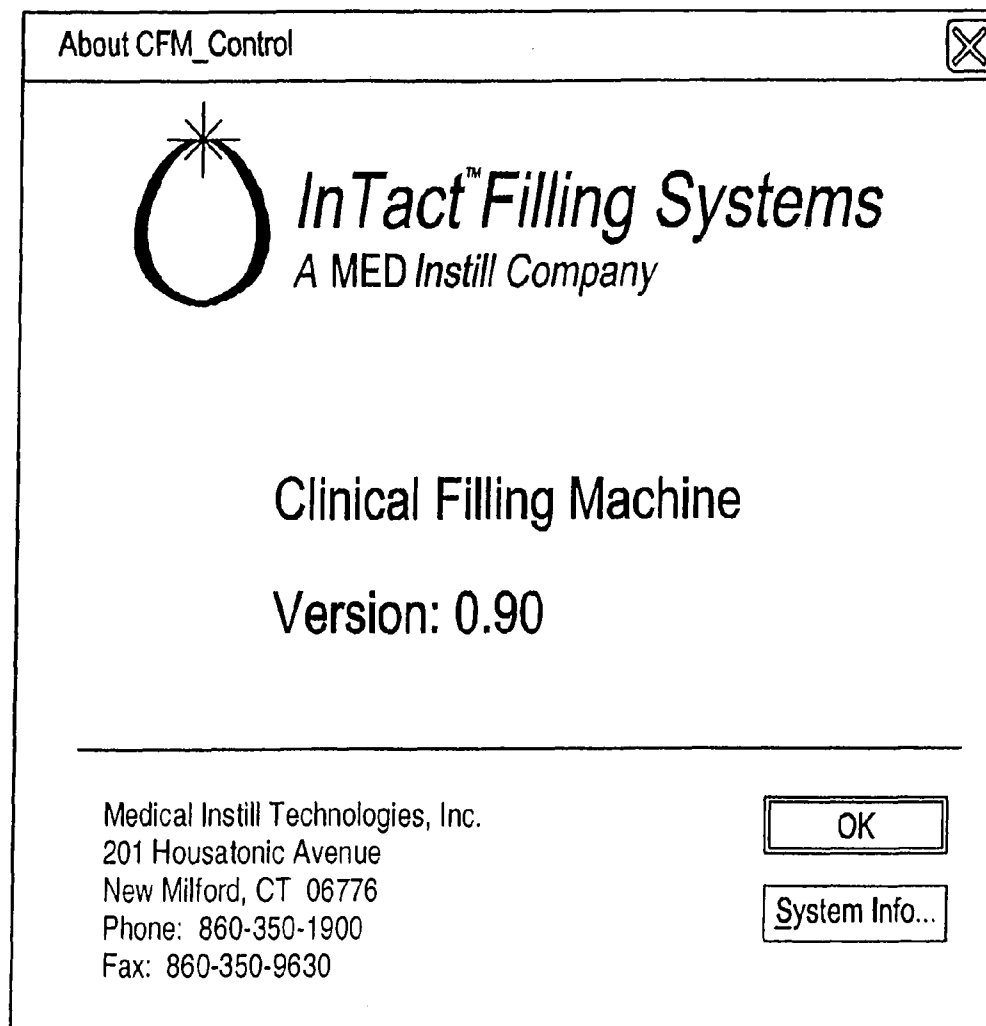 About CFM_Control
InTact™ Filling Systems
A MED Instill Company
Clinical Filling Machine
Version: 0.90
Medical Instill Technologies, Inc.
201 Housatonic Avenue
New Milford, CT 06776
Phone: 860-350-1900
Fax: 860-350-9630
OK
System Info...